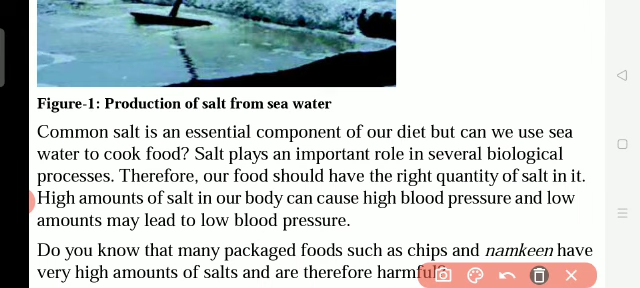 Figure-1: Production of salt from sea water
Common salt is an essential component of our diet but can we use sea
water to cook food? Salt plays an important role in several biological
processes. Therefore, our food should have the right quantity of salt in it.
High amounts of salt in our body can cause high blood pressure and low
amounts may lead to low blood pressure.
Do you know that many packaged foods such as chips and namkeen have
very high amounts of salts and are therefore harmful?